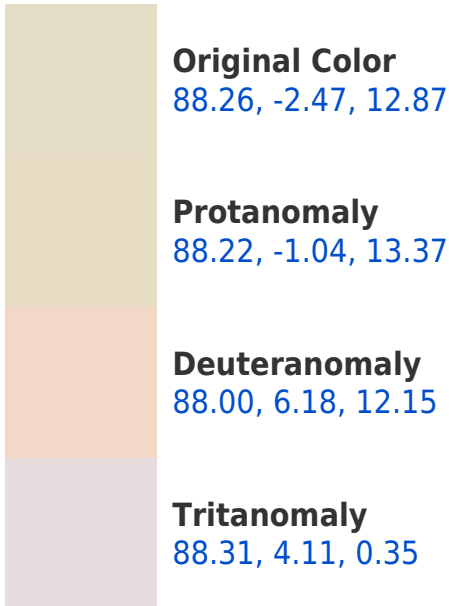 Original Color
88.26, -2.47, 12.87
Protanomaly
88.22, -1.04, 13.37
Deuteranomaly
88.00, 6.18, 12.15
Tritanomaly
88.31, 4.11, 0.35